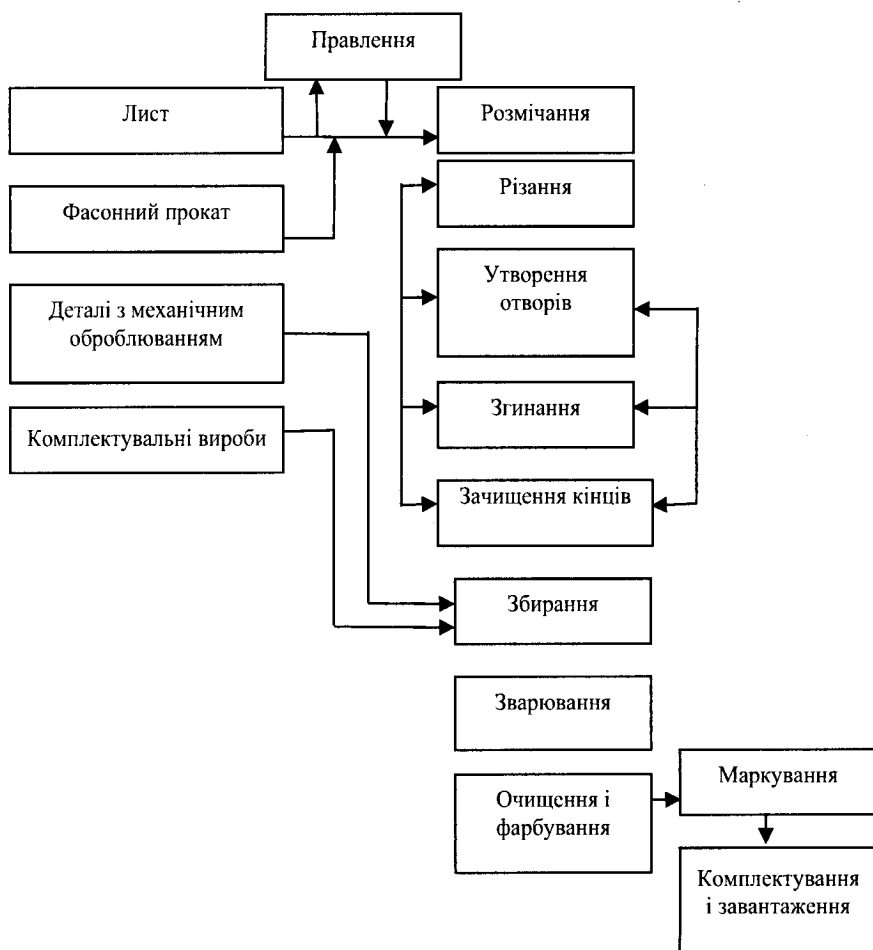 Правлення
Лист
Розмічання
Різання
Фасонний прокат
Утворення
отворів
Деталі з механічним
оброблюванням
Згинання
Комплектувальні вироби
Зачищення кінців
Збирання
Зварювання
Маркування
Очищення і
фарбування
Комплектування
і завантаження